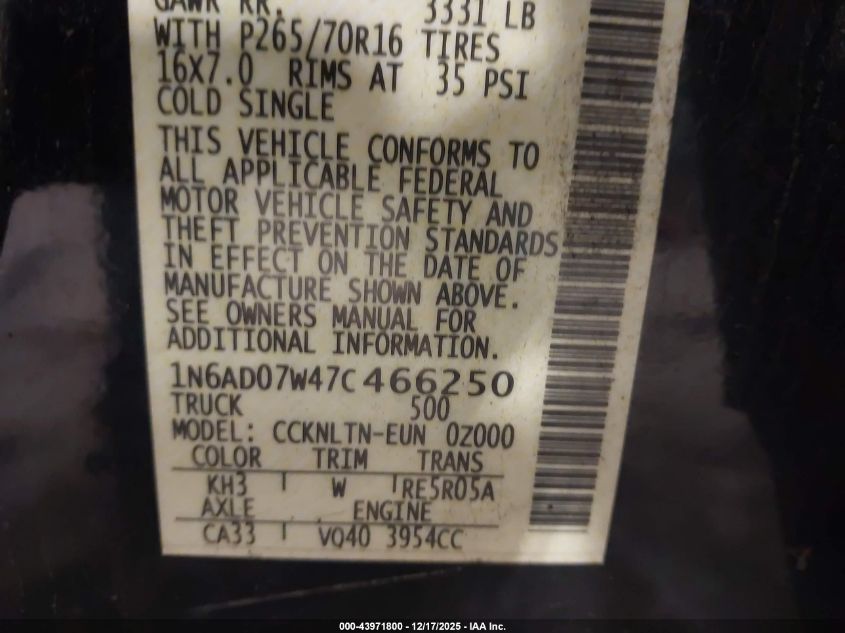 GAWR RR. 3331 LB
WITH P265/70R16 TIRES
16X7.0 RIMS AT 35 PSI
COLD SINGLE
THIS VEHICLE CONFORMS TO
ALL APPLICABLE FEDERAL
MOTOR VEHICLE SAFETY AND
THEFT PREVENTION STANDARDS
IN EFFECT ON THE DATE OF
MANUFACTURE SHOWN ABOVE.
SEE OWNERS MANUAL FOR
ADDITIONAL INFORMATION.
1N6AD07W47C466250
TRUCK 500
MODEL: CCKNLTN-EUN 0Z000
COLOR TRIM TRANS
KH3 W RE5R05A
AXLE ENGINE
CA33 VQ40 3954CC
000-43971800 - 12/17/2025 - IAA Inc.